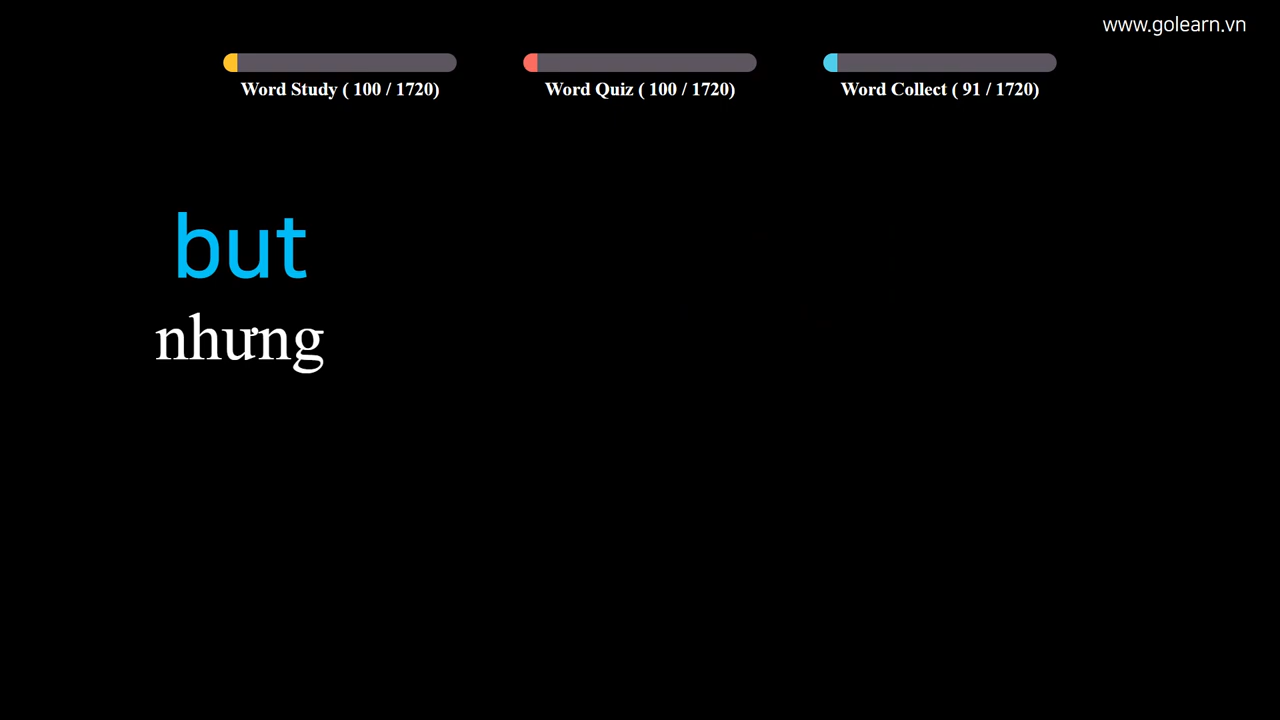 www.golearn.vn
Word Study ( 100 / 1720)
Word Quiz ( 100 / 1720)
Word Collect ( 91 / 1720)
but
nhưng